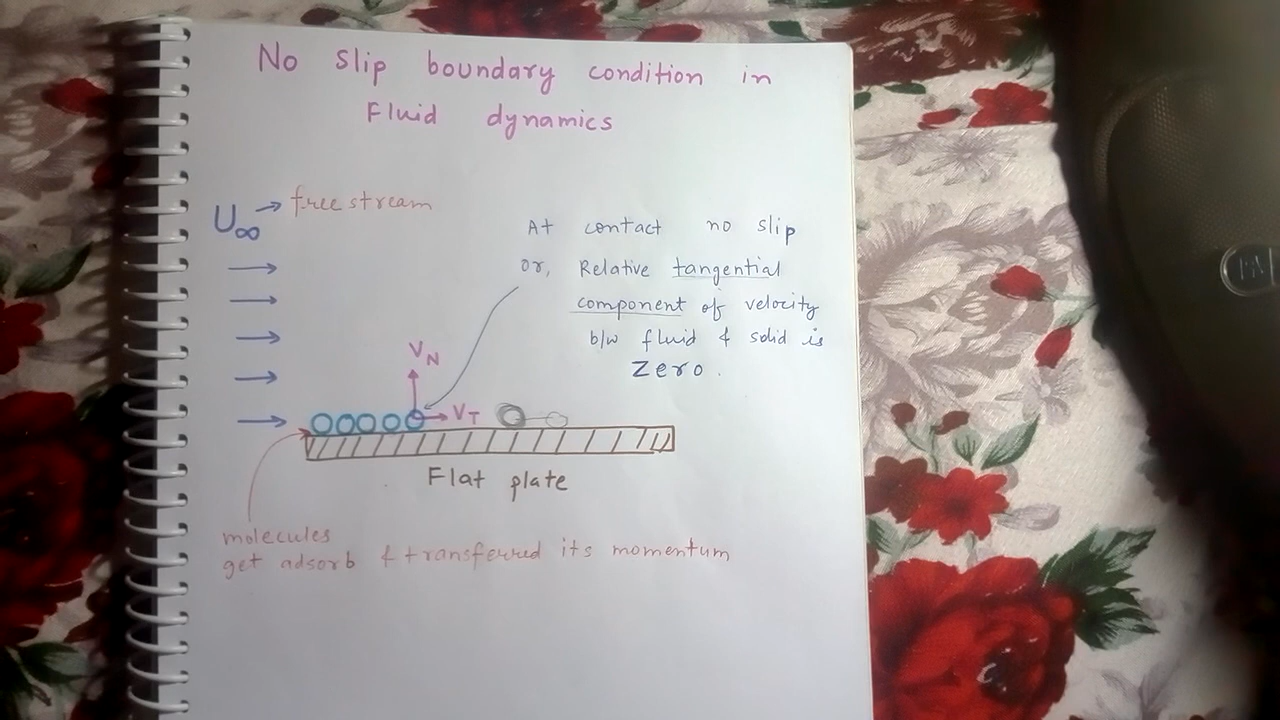 No slip boundary condition in
Fluid dynamics
U∞ → free stream
At contact no slip
or, Relative tangential
component of velocity
b/w fluid & solid is
Zero.
VN
VT
Flat plate
molecules
get adsorb & transferred its momentum